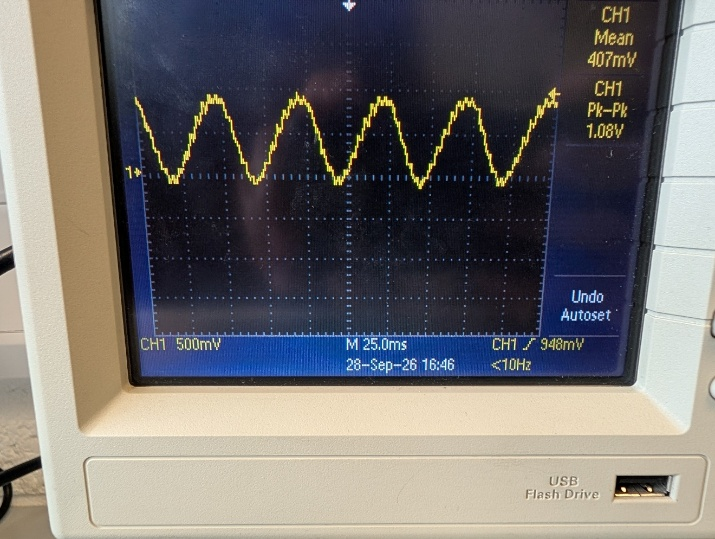 CH1
Mean
407mV
CH1
Pk-Pk
1.08V
1
Undo
Autoset
CH1 500mV M 25.0ms CH1 948mV
28-Sep-26 16:46 <10Hz
USB
Flash Drive